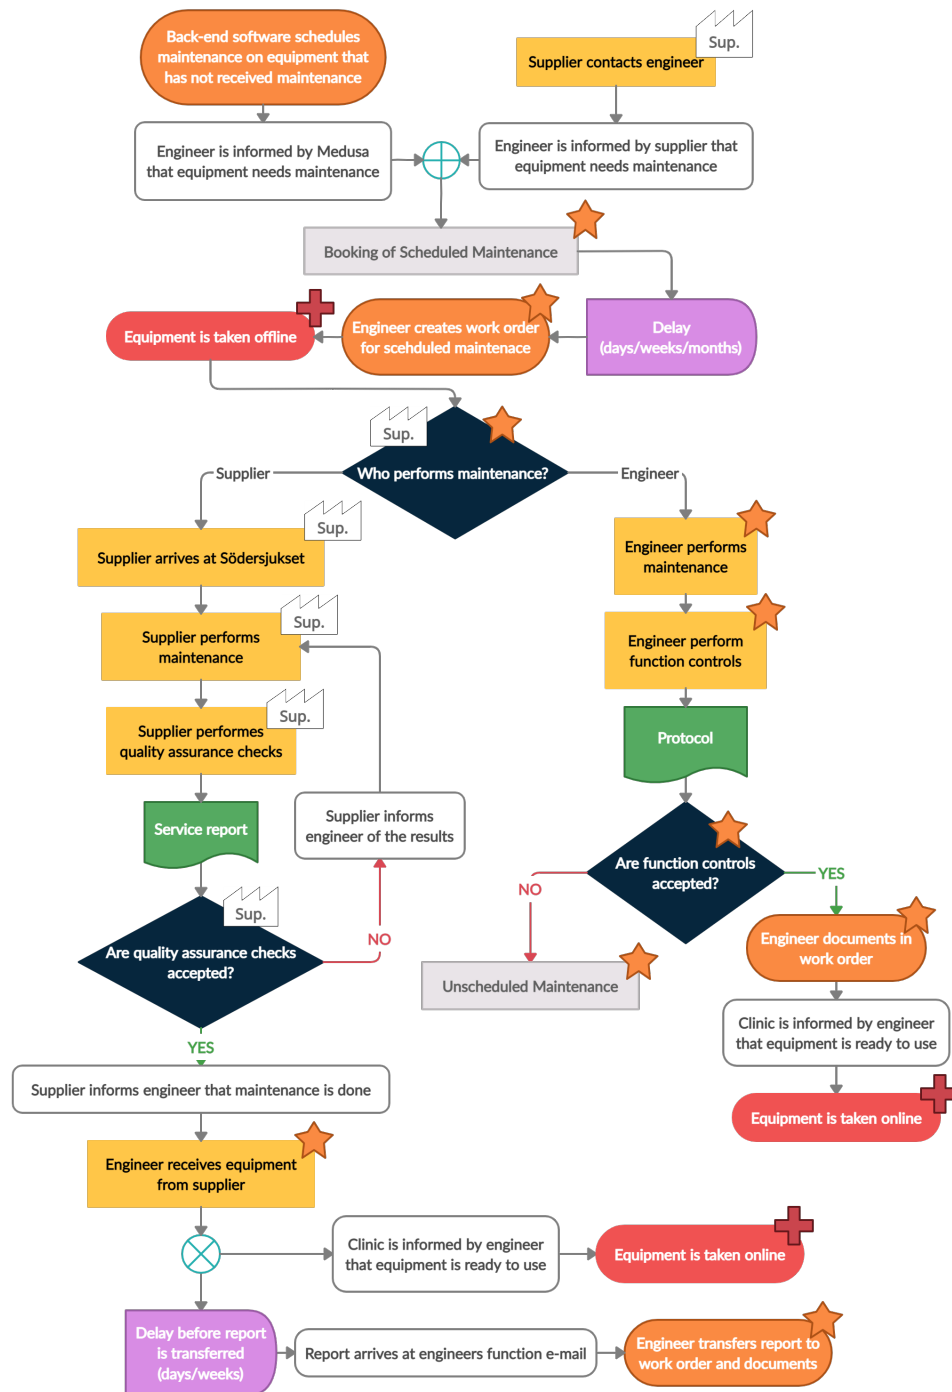 Back-end software schedules
maintenance on equipment that
has not received maintenance
Sup.
Supplier contacts engineer
Engineer is informed by Medusa
that equipment needs maintenance
Engineer is informed by supplier that
equipment needs maintenance
Booking of Scheduled Maintenance
Equipment is taken offline
Engineer creates work order
for scehduled maintenace
Delay
(days/weeks/months)
Sup.
Who performs maintenance?
Supplier
Engineer
Sup.
Supplier arrives at Södersjukset
Engineer performs
maintenance
Sup.
Supplier performs
maintenance
Engineer perform
function controls
Sup.
Supplier performes
quality assurance checks
Protocol
Service report
Supplier informs
engineer of the results
Are function controls
accepted?
NO
YES
Sup.
Are quality assurance checks
accepted?
NO
Engineer documents in
work order
Unscheduled Maintenance
Clinic is informed by engineer
that equipment is ready to use
YES
Supplier informs engineer that maintenance is done
Equipment is taken online
Engineer receives equipment
from supplier
Clinic is informed by engineer
that equipment is ready to use
Equipment is taken online
Delay before report
is transferred
(days/weeks)
Report arrives at engineers function e-mail
Engineer transfers report to
work order and documents